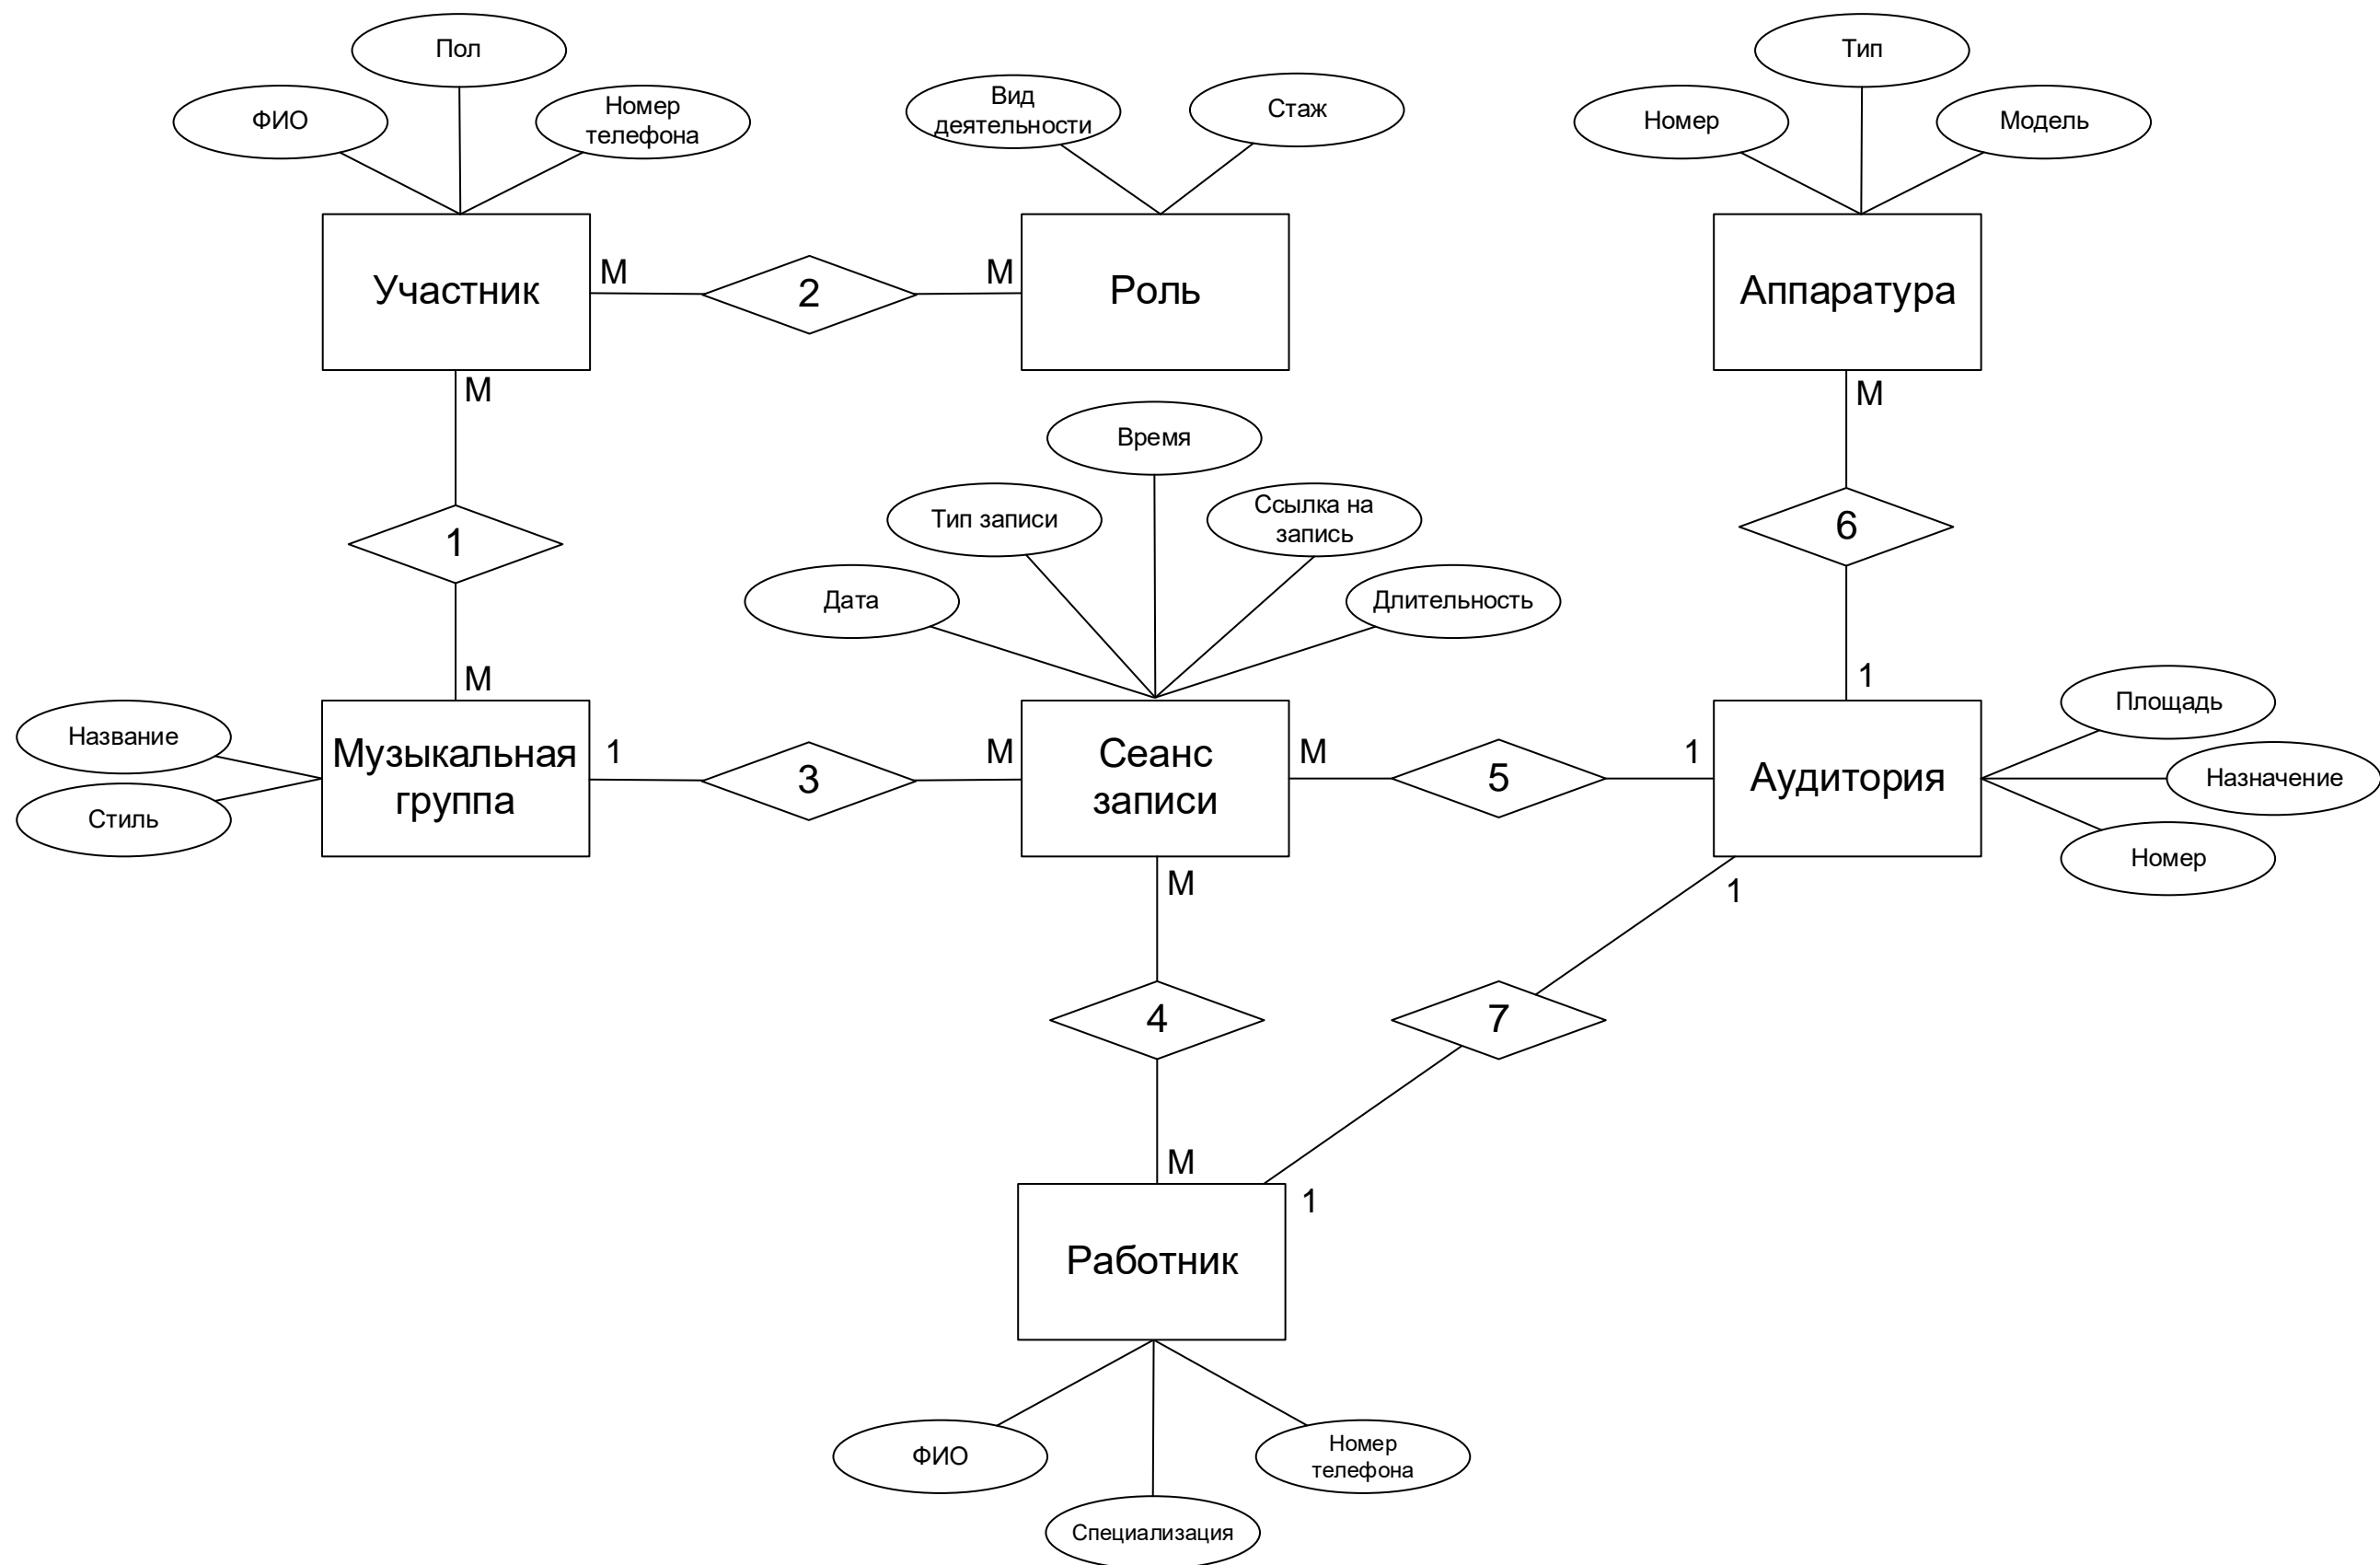 Пол
Тип
Вид
деятельности
Стаж
ФИО
Номер
телефона
Номер
Модель
Участник
М
2
М
Роль
Аппаратура
М
М
Время
Тип записи
Ссылка на
запись
6
1
Дата
Длительность
М
1
Название
Стиль
Музыкальная
группа
1
3
М
Сеанс
записи
М
5
1
Аудитория
Площадь
Назначение
Номер
М
1
4
7
М
1
Работник
ФИО
Номер
телефона
Специализация